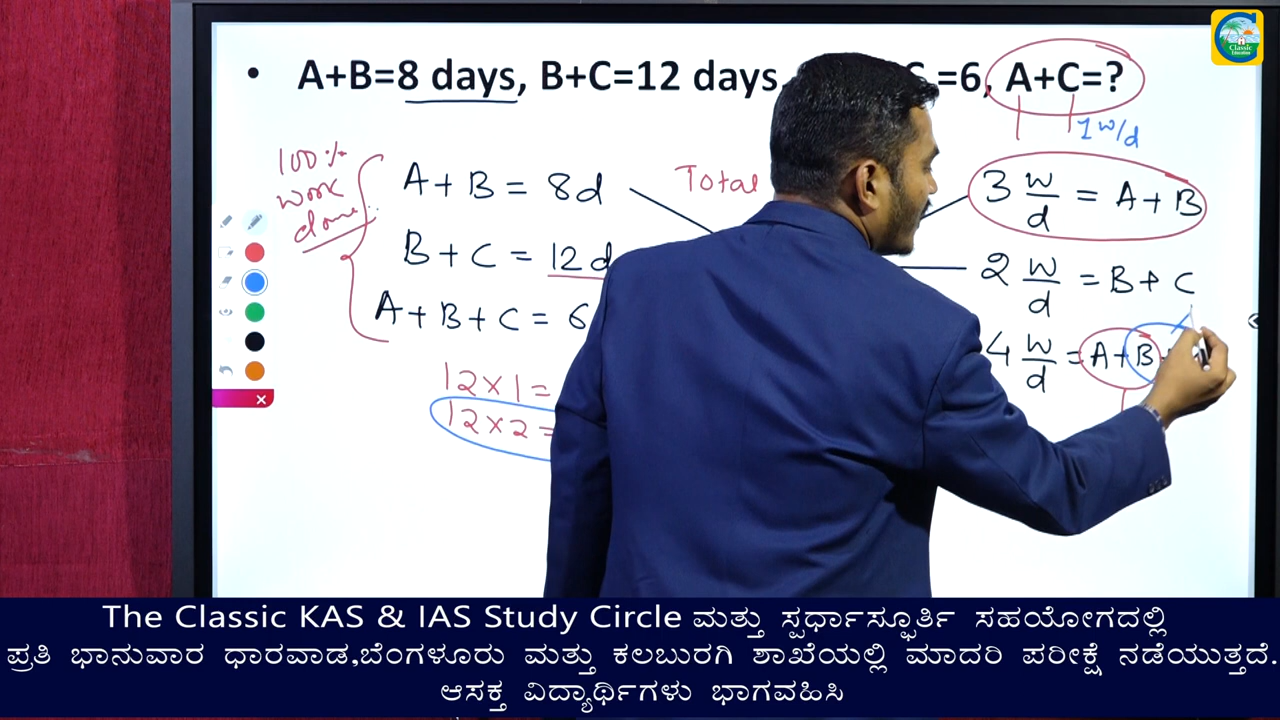 Classic
Education
• A+B=8 days, B+C=12 days, =6, A+C=?
1 w/d
100%
work
done
A + B = 8d
B + C = 12d
A + B + C = 6
Total
3 w/d = A + B
2 w/d = B + C
4 w/d = A + B
12 × 1 =
12 × 2 =
The Classic KAS & IAS Study Circle ಮತ್ತು ಸ್ಪರ್ಧಾಸ್ಫೂರ್ತಿ ಸಹಯೋಗದಲ್ಲಿ
ಪ್ರತಿ ಭಾನುವಾರ ಧಾರವಾಡ,ಬೆಂಗಳೂರು ಮತ್ತು ಕಲಬುರಗಿ ಶಾಖೆಯಲ್ಲಿ ಮಾದರಿ ಪರೀಕ್ಷೆ ನಡೆಯುತ್ತದೆ.
ಆಸಕ್ತ ವಿದ್ಯಾರ್ಥಿಗಳು ಭಾಗವಹಿಸಿ